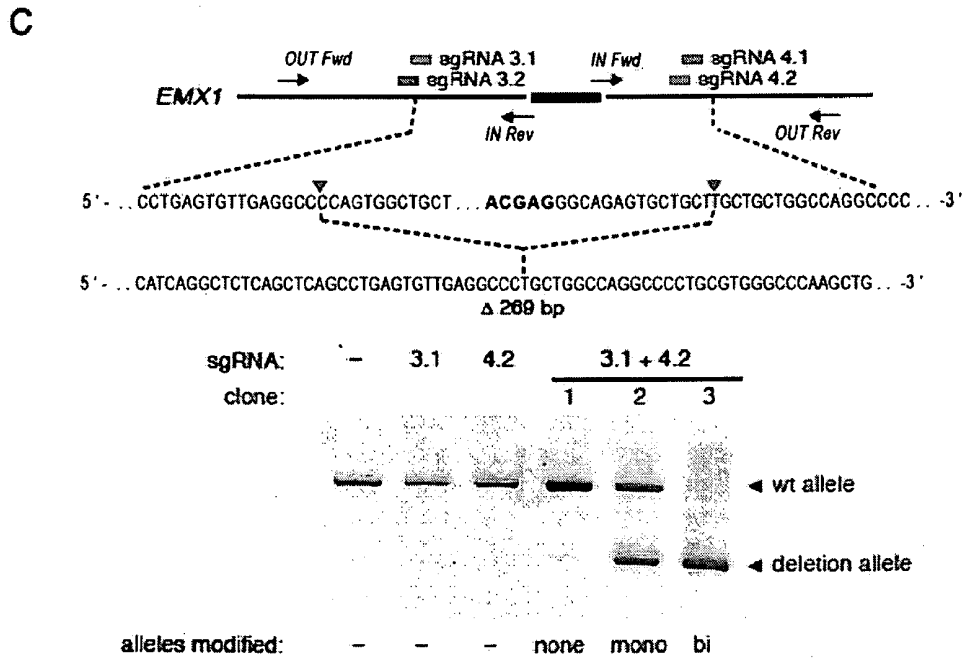 C
OUT Fwd
sgRNA 3.1
IN Fwd
sgRNA 4.1
sgRNA 3.2
sgRNA 4.2
EMX1
IN Rev
OUT Rev
5'-..CCTGAGTGTTGAGGCCCCAGTGGCTGCT...ACGAGGGCAGAGTGCTGCTTGCTGCTGGCCAGGCCCC..-3'
5'-..CATCAGGCTCTCAGCTCAGCCTGAGTGTTGAGGCCCTGCTGGCCAGGCCCCTGCGTGGGCCCAAGCTG..-3'
Δ 269 bp
sgRNA: - 3.1 4.2 3.1 + 4.2
clone: 1 2 3
wt allele
deletion allele
alleles modified: - - - none mono bi